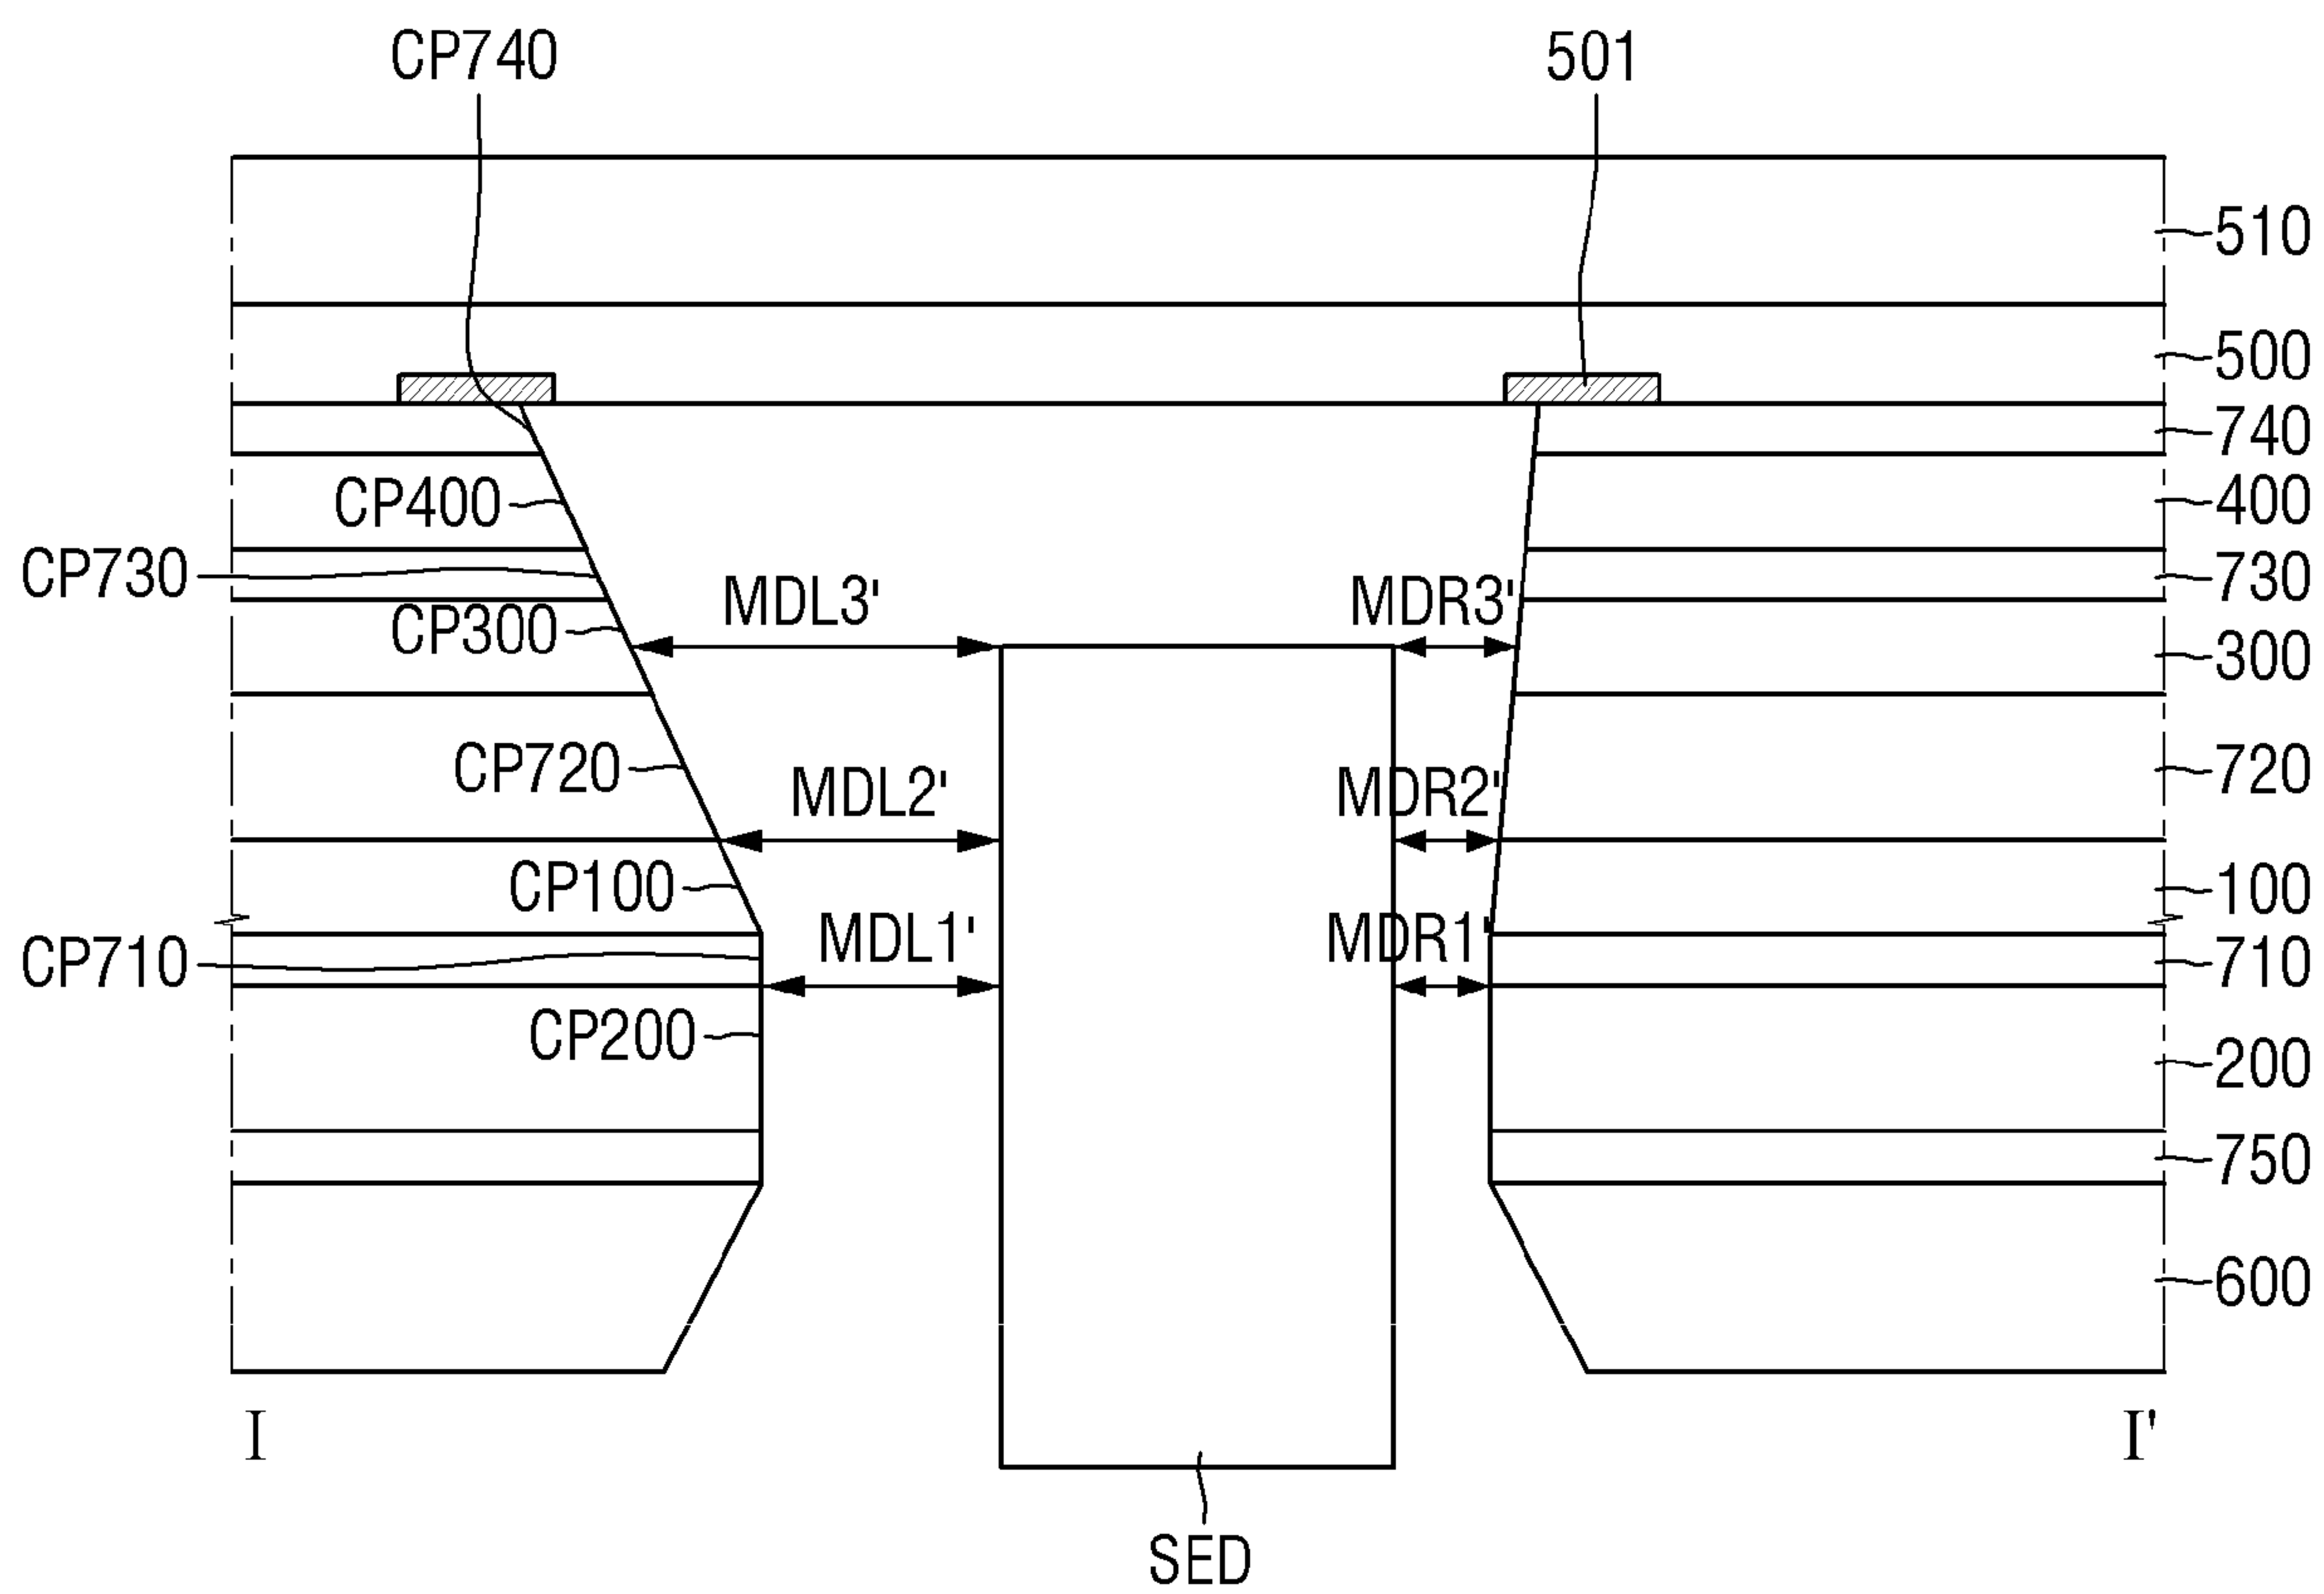 CP740 501
510
500
740
CP400 400
CP730 730
MDL3' MDR3'
CP300 300
CP720 720
MDL2' MDR2'
CP100 100
MDL1' MDR1'
CP710 710
CP200 200
750
600
I I'
SED